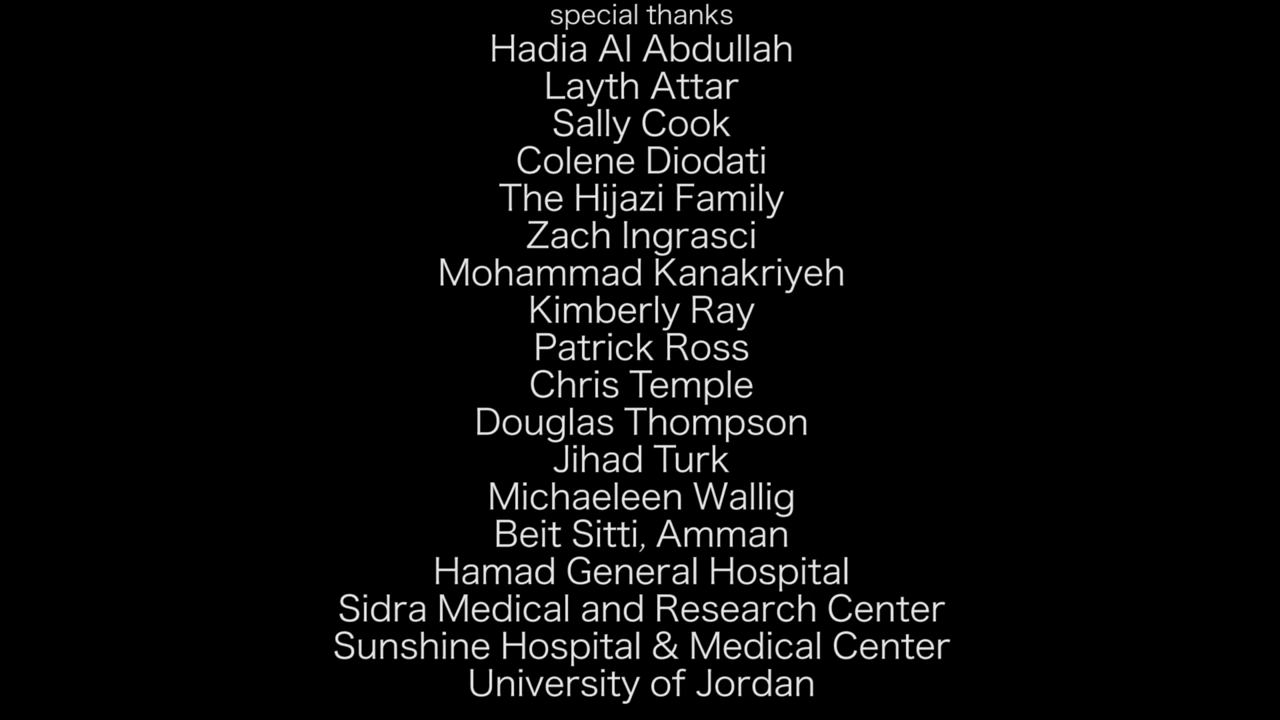 special thanks
Hadia Al Abdullah
Layth Attar
Sally Cook
Colene Diodati
The Hijazi Family
Zach Ingrasci
Mohammad Kanakriyeh
Kimberly Ray
Patrick Ross
Chris Temple
Douglas Thompson
Jihad Turk
Michaeleen Wallig
Beit Sitti, Amman
Hamad General Hospital
Sidra Medical and Research Center
Sunshine Hospital & Medical Center
University of Jordan